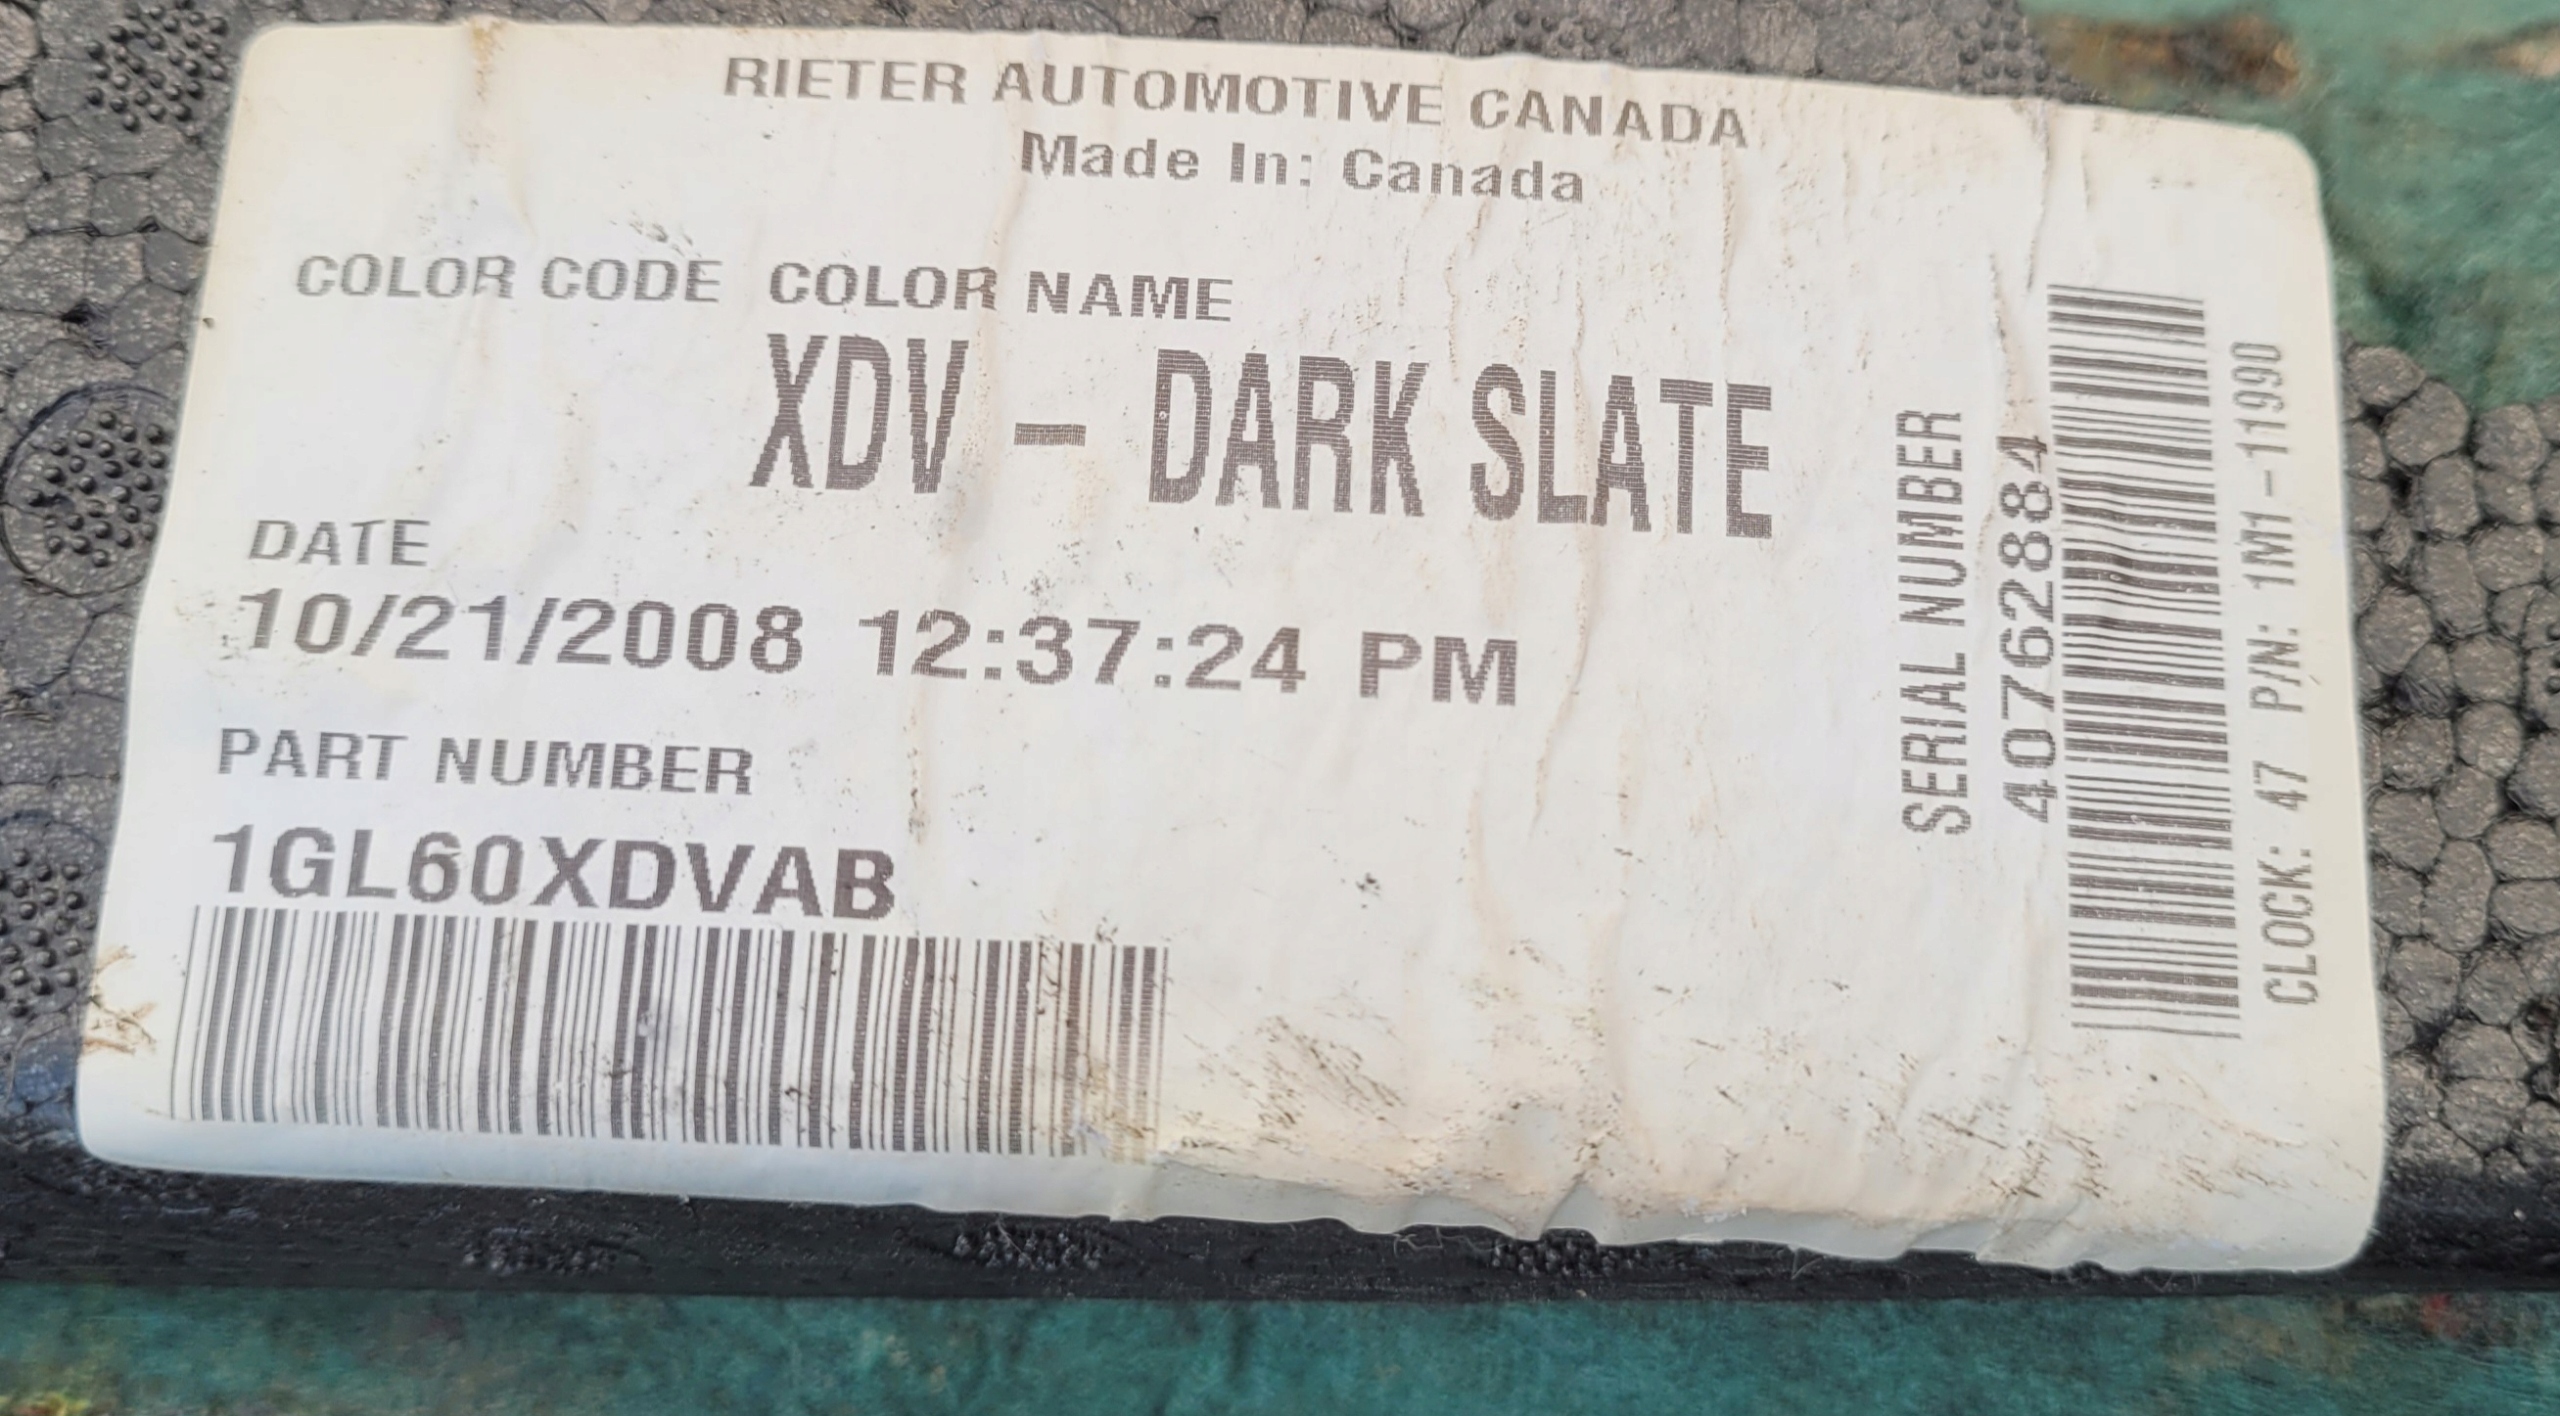 RIETER AUTOMOTIVE CANADA
Made In: Canada
COLOR CODE COLOR NAME
XDV - DARK SLATE
DATE
10/21/2008 12:37:24 PM
PART NUMBER
1GL60XDVAB
SERIAL NUMBER
40762884
CLOCK: 47 P/N: 1M1-11990